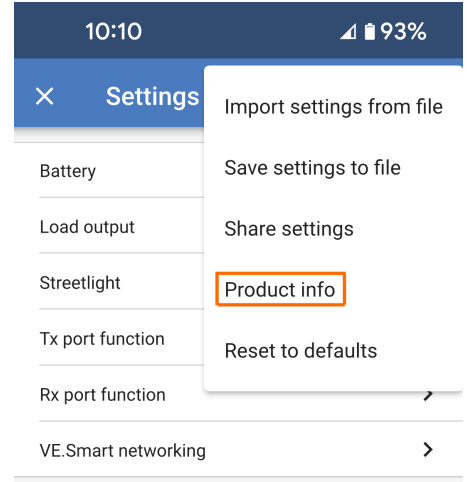 10:10
93%
Settings
Import settings from file
Save settings to file
Share settings
Product info
Reset to defaults
Battery
Load output
Streetlight
Tx port function
Rx port function
VE.Smart networking